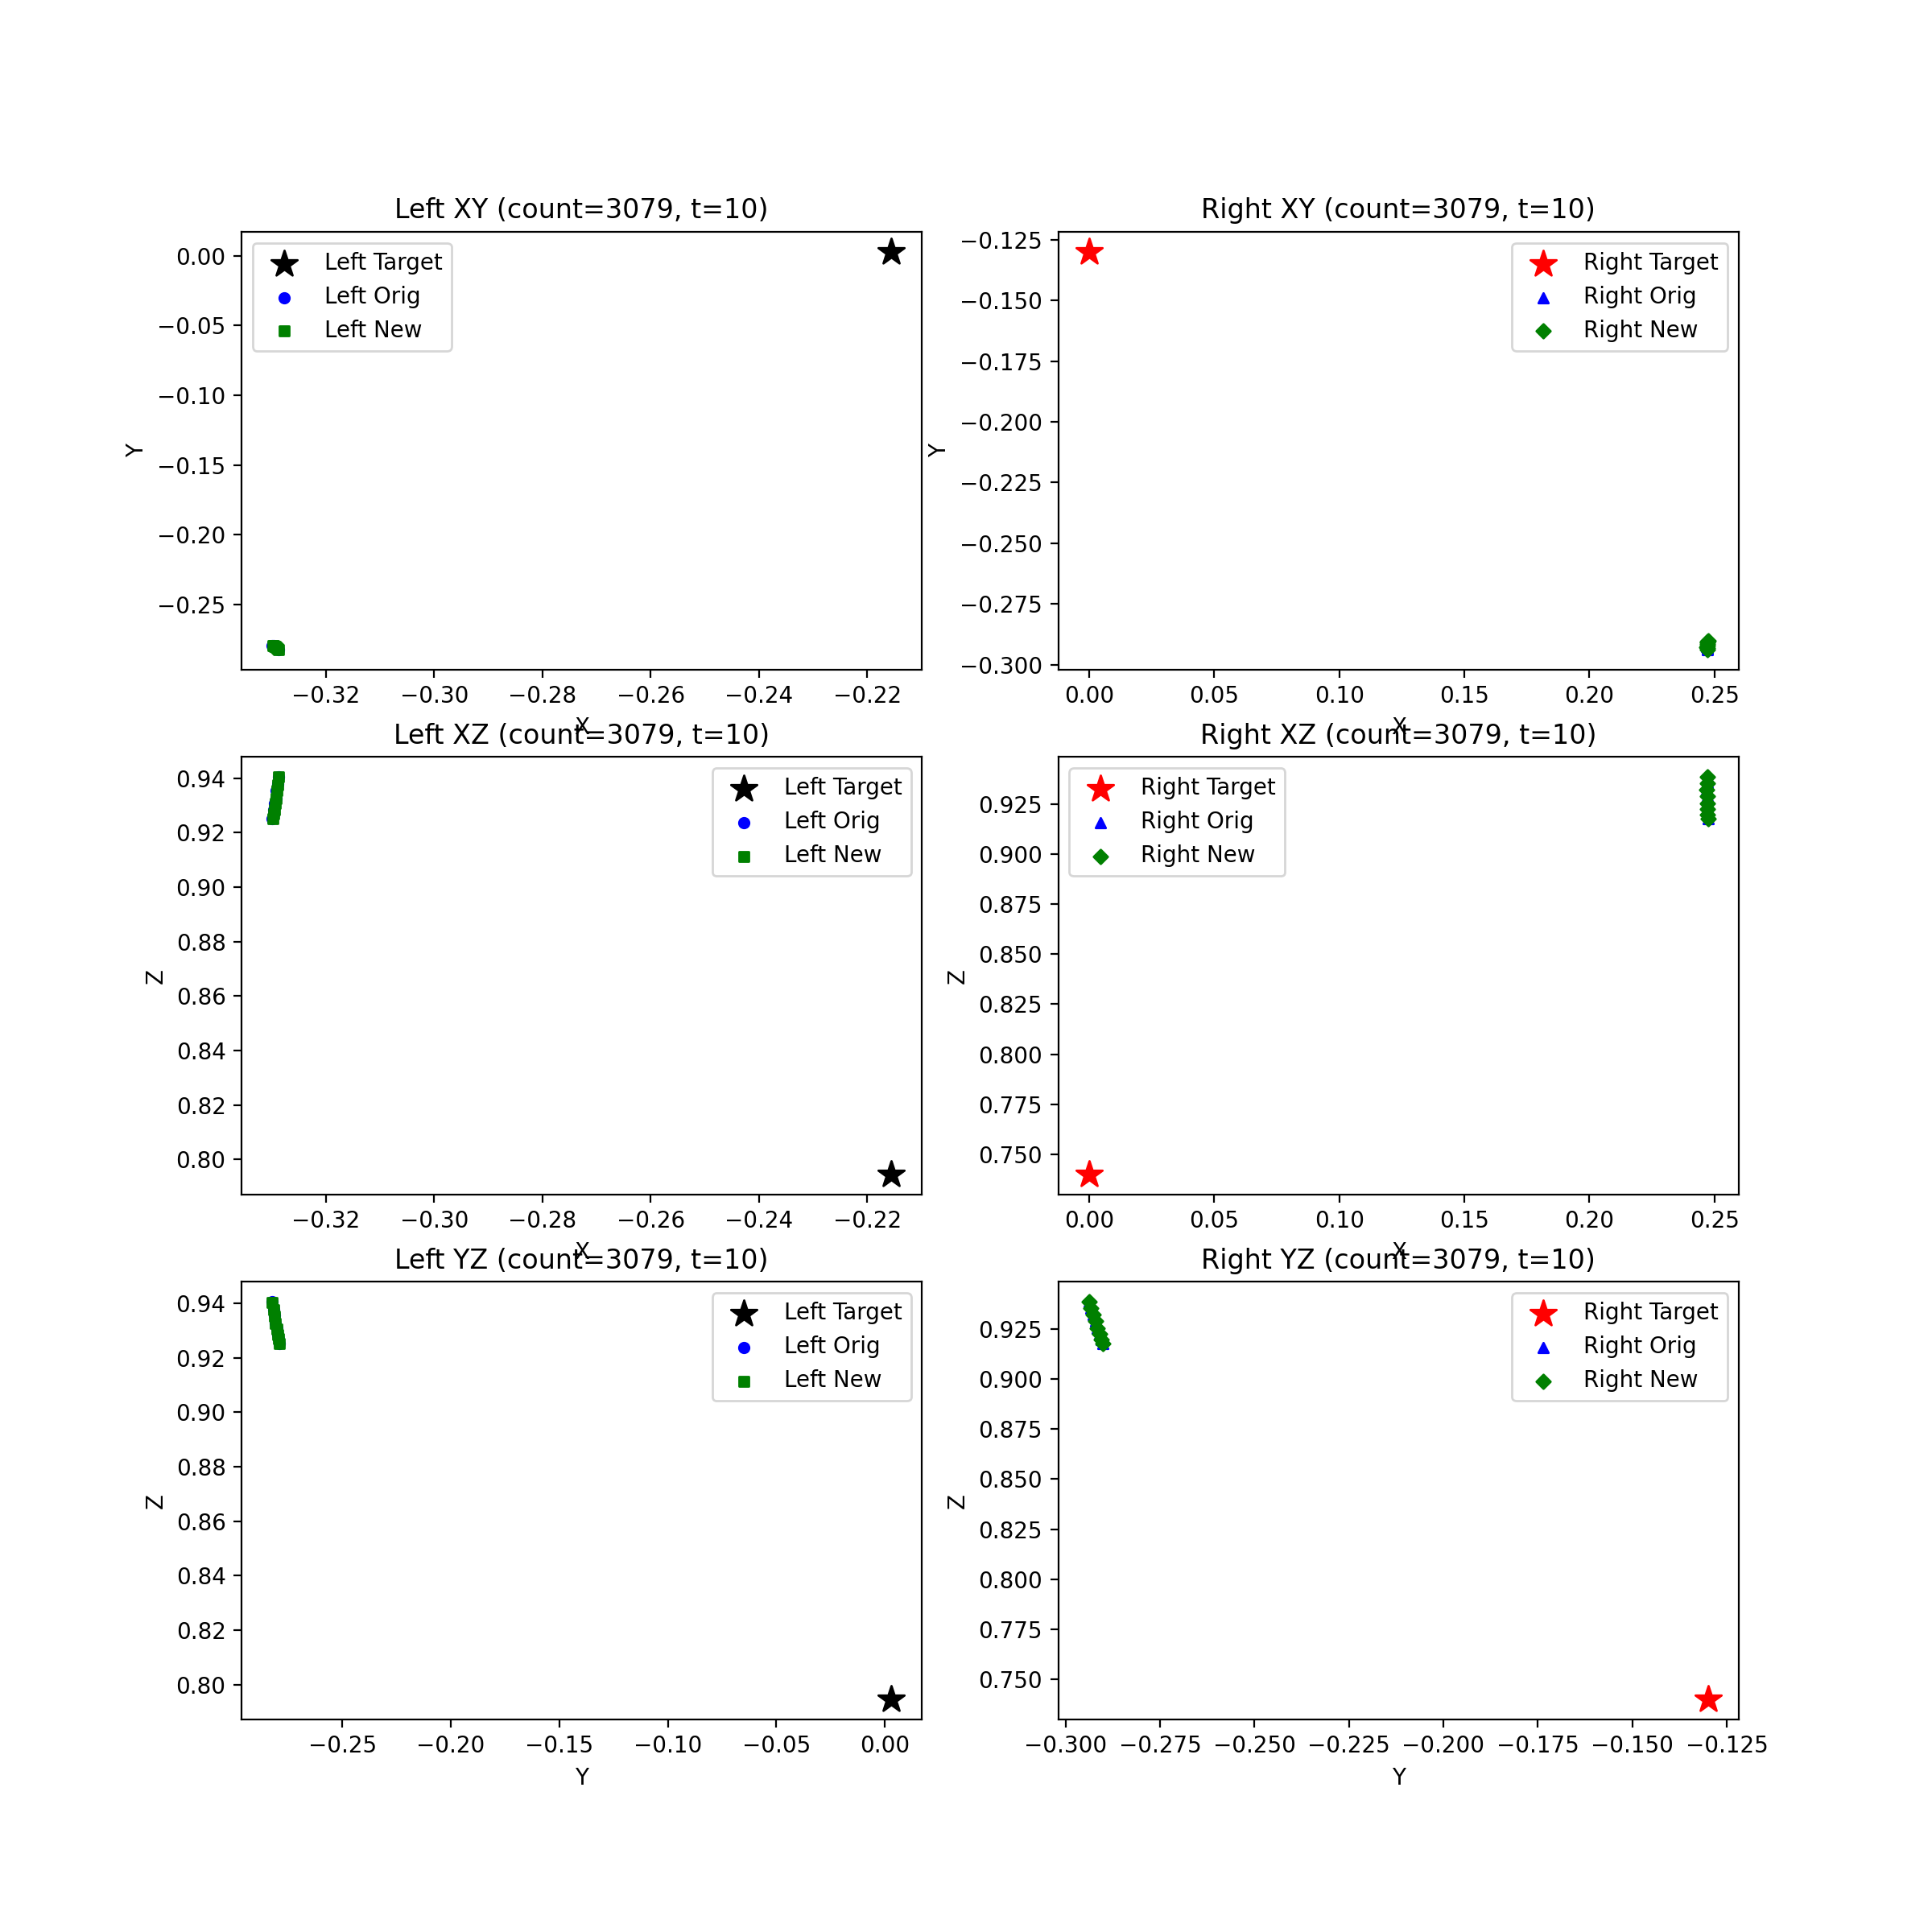 Left XY (count=3079, t=10)
Left Target
Left Orig
Left New
0.00
−0.05
−0.10
−0.15
−0.20
−0.25
Y
−0.32 −0.30 −0.28 −0.26 −0.24 −0.22
X
Right XY (count=3079, t=10)
Right Target
Right Orig
Right New
−0.125
−0.150
−0.175
−0.200
−0.225
−0.250
−0.275
−0.300
Y
0.00 0.05 0.10 0.15 0.20 0.25
X
Left XZ (count=3079, t=10)
Left Target
Left Orig
Left New
0.94
0.92
0.90
0.88
0.86
0.84
0.82
0.80
Z
−0.32 −0.30 −0.28 −0.26 −0.24 −0.22
X
Right XZ (count=3079, t=10)
Right Target
Right Orig
Right New
0.925
0.900
0.875
0.850
0.825
0.800
0.775
0.750
Z
0.00 0.05 0.10 0.15 0.20 0.25
X
Left YZ (count=3079, t=10)
Left Target
Left Orig
Left New
0.94
0.92
0.90
0.88
0.86
0.84
0.82
0.80
Z
−0.25 −0.20 −0.15 −0.10 −0.05 0.00
Y
Right YZ (count=3079, t=10)
Right Target
Right Orig
Right New
0.925
0.900
0.875
0.850
0.825
0.800
0.775
0.750
Z
−0.300 −0.275 −0.250 −0.225 −0.200 −0.175 −0.150 −0.125
Y